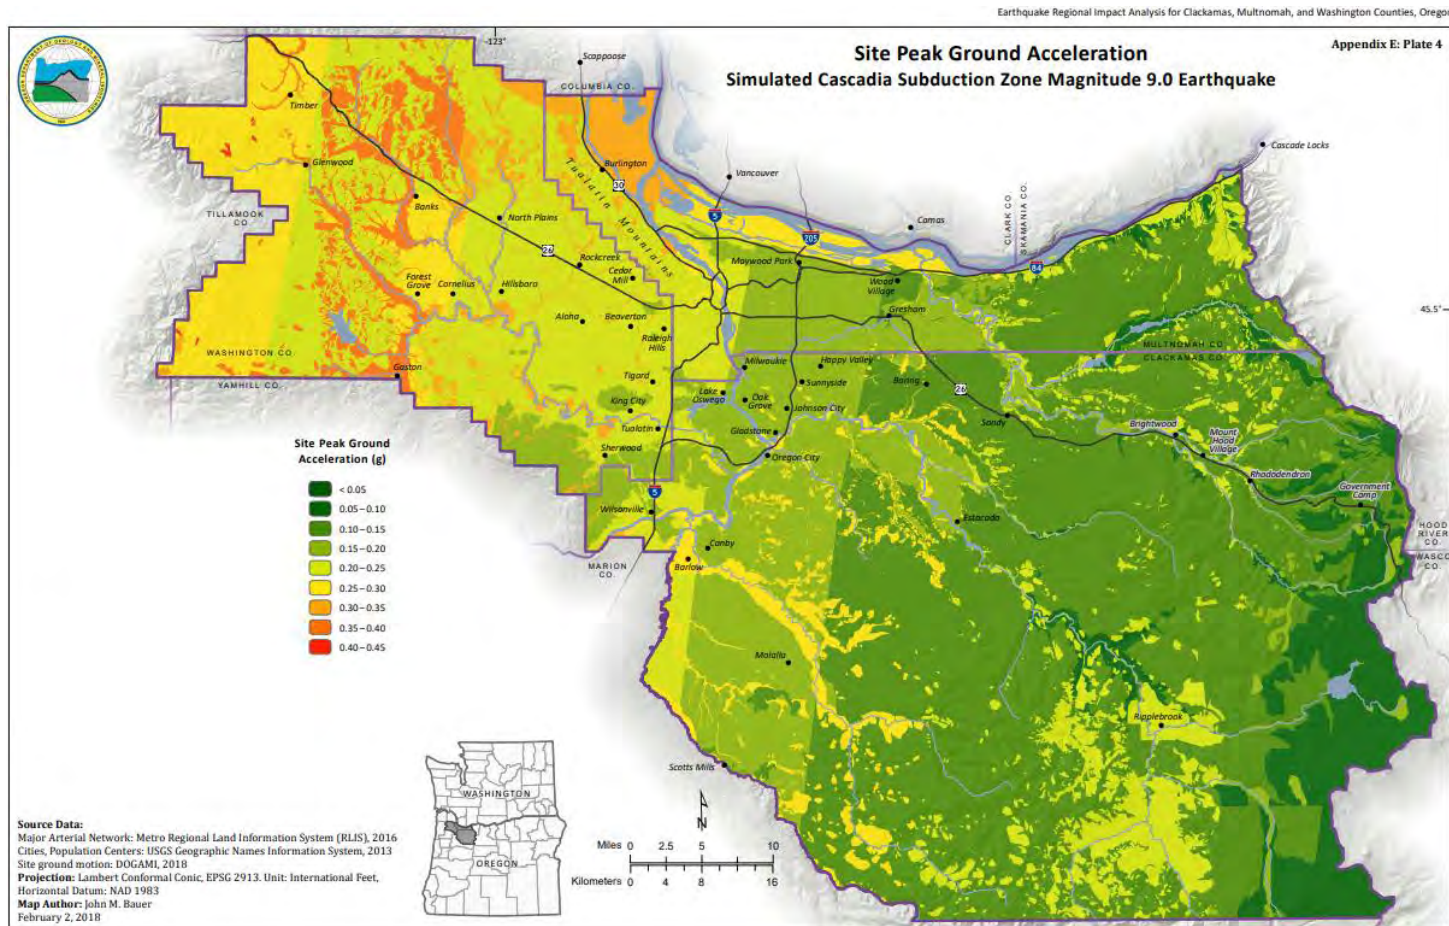 Earthquake Regional Impact Analysis for Clackamas, Multnomah, and Washington Counties, Oregon
Appendix E: Plate 4
Site Peak Ground Acceleration
Simulated Cascadia Subduction Zone Magnitude 9.0 Earthquake
-123°
Scappoose
COLUMBIA CO.
Timber
Cascade Locks
Glenwood
Burlington
Tualatin Mountains
30
Vancouver
Banks
TILLAMOOK
CO.
North Plains
5
205
Camas
CLARK CO.
SKAMANIA CO.
26
Rockcreek
Cedar
Mill
Maywood Park
84
Forest
Grove
Cornelius
Hillsboro
Wood
Village
Gresham
45.5°
Aloha
Beaverton
Raleigh
Hills
WASHINGTON CO.
YAMHILL CO.
Gaston
MULTNOMAH CO.
CLACKAMAS CO.
Milwaukie
Happy Valley
Tigard
Sunnyside
Boring
26
King City
Lake
Oswego
Oak
Grove
Johnson City
Sandy
Tualatin
Gladstone
Brightwood
Mount
Hood
Village
Sherwood
Oregon City
Rhododendron
Government
Camp
5
Wilsonville
Estacada
HOOD
RIVER
CO.
WASCO
CO.
Canby
MARION
CO.
Barlow
Molalla
Ripplebrook
Scotts Mills
Site Peak Ground
Acceleration (g)
< 0.05
0.05–0.10
0.10–0.15
0.15–0.20
0.20–0.25
0.25–0.30
0.30–0.35
0.35–0.40
0.40–0.45
WASHINGTON
OREGON
N
Miles 0 2.5 5 10
Kilometers 0 4 8 16
Source Data:
Major Arterial Network: Metro Regional Land Information System (RLIS), 2016
Cities, Population Centers: USGS Geographic Names Information System, 2013
Site ground motion: DOGAMI, 2018
Projection: Lambert Conformal Conic, EPSG 2913. Unit: International Feet,
Horizontal Datum: NAD 1983
Map Author: John M. Bauer
February 2, 2018